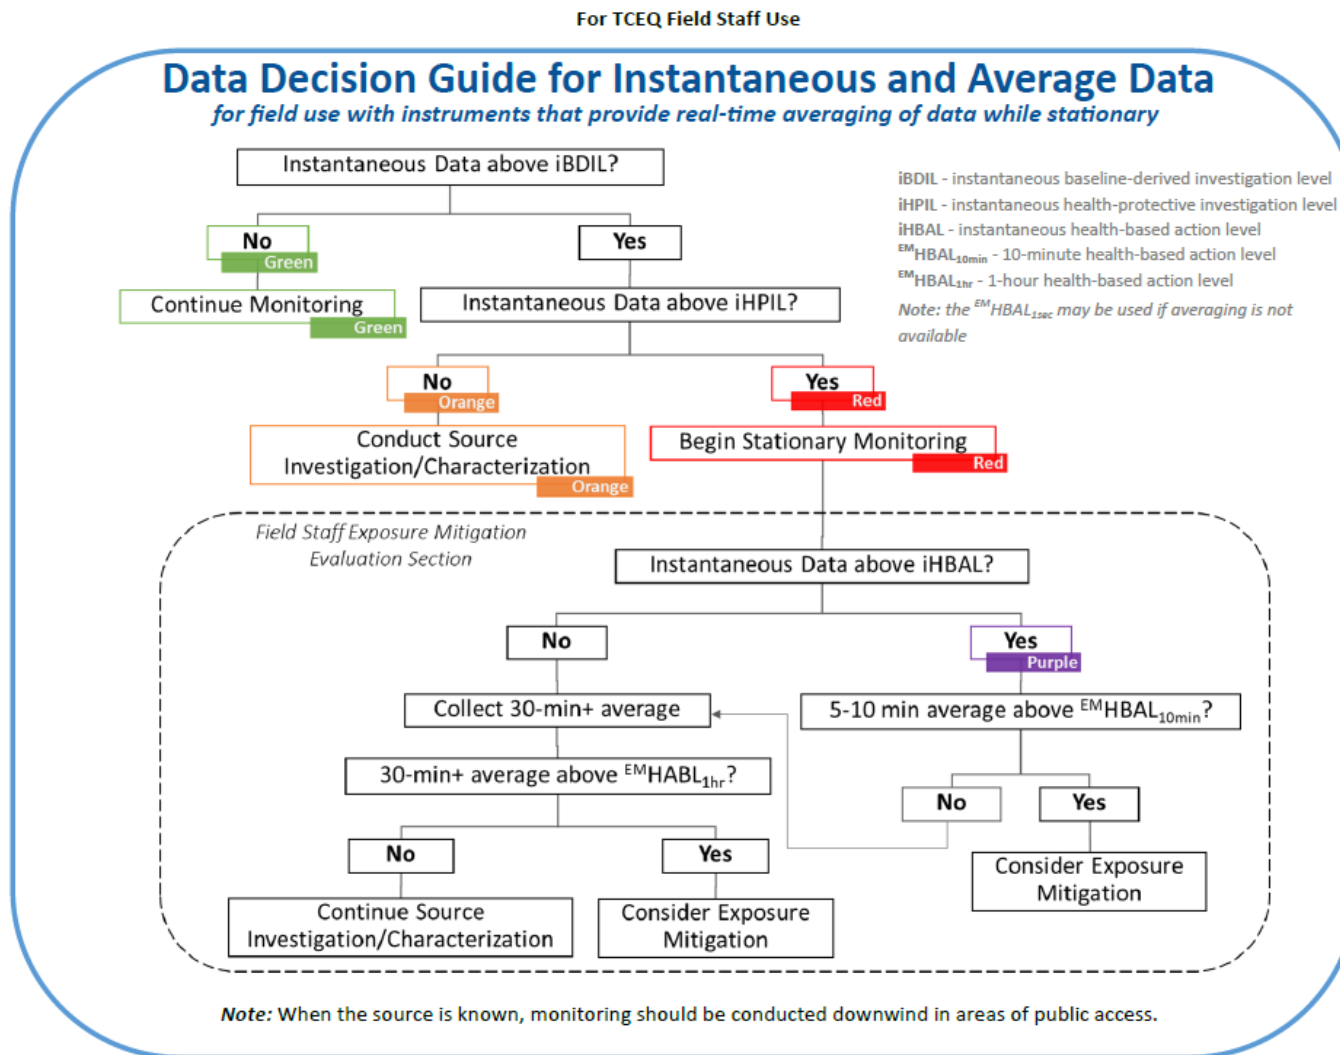 For TCEQ Field Staff Use
Data Decision Guide for Instantaneous and Average Data
for field use with instruments that provide real-time averaging of data while stationary
Instantaneous Data above iBDIL?
iBDIL - instantaneous baseline-derived investigation level
iHPIL - instantaneous health-protective investigation level
iHBAL - instantaneous health-based action level
EMHBAL10min - 10-minute health-based action level
EMHBAL1hr - 1-hour health-based action level
Note: the EMHBAL1sec may be used if averaging is not
available
No
Green
Yes
Continue Monitoring
Green
Instantaneous Data above iHPIL?
No
Orange
Yes
Red
Conduct Source
Investigation/Characterization
Orange
Begin Stationary Monitoring
Red
Field Staff Exposure Mitigation
Evaluation Section
Instantaneous Data above iHBAL?
No
Yes
Purple
Collect 30-min+ average
5-10 min average above EMHBAL10min?
30-min+ average above EMHABL1hr?
No
Yes
No
Yes
Consider Exposure
Mitigation
Continue Source
Investigation/Characterization
Consider Exposure
Mitigation
Note: When the source is known, monitoring should be conducted downwind in areas of public access.